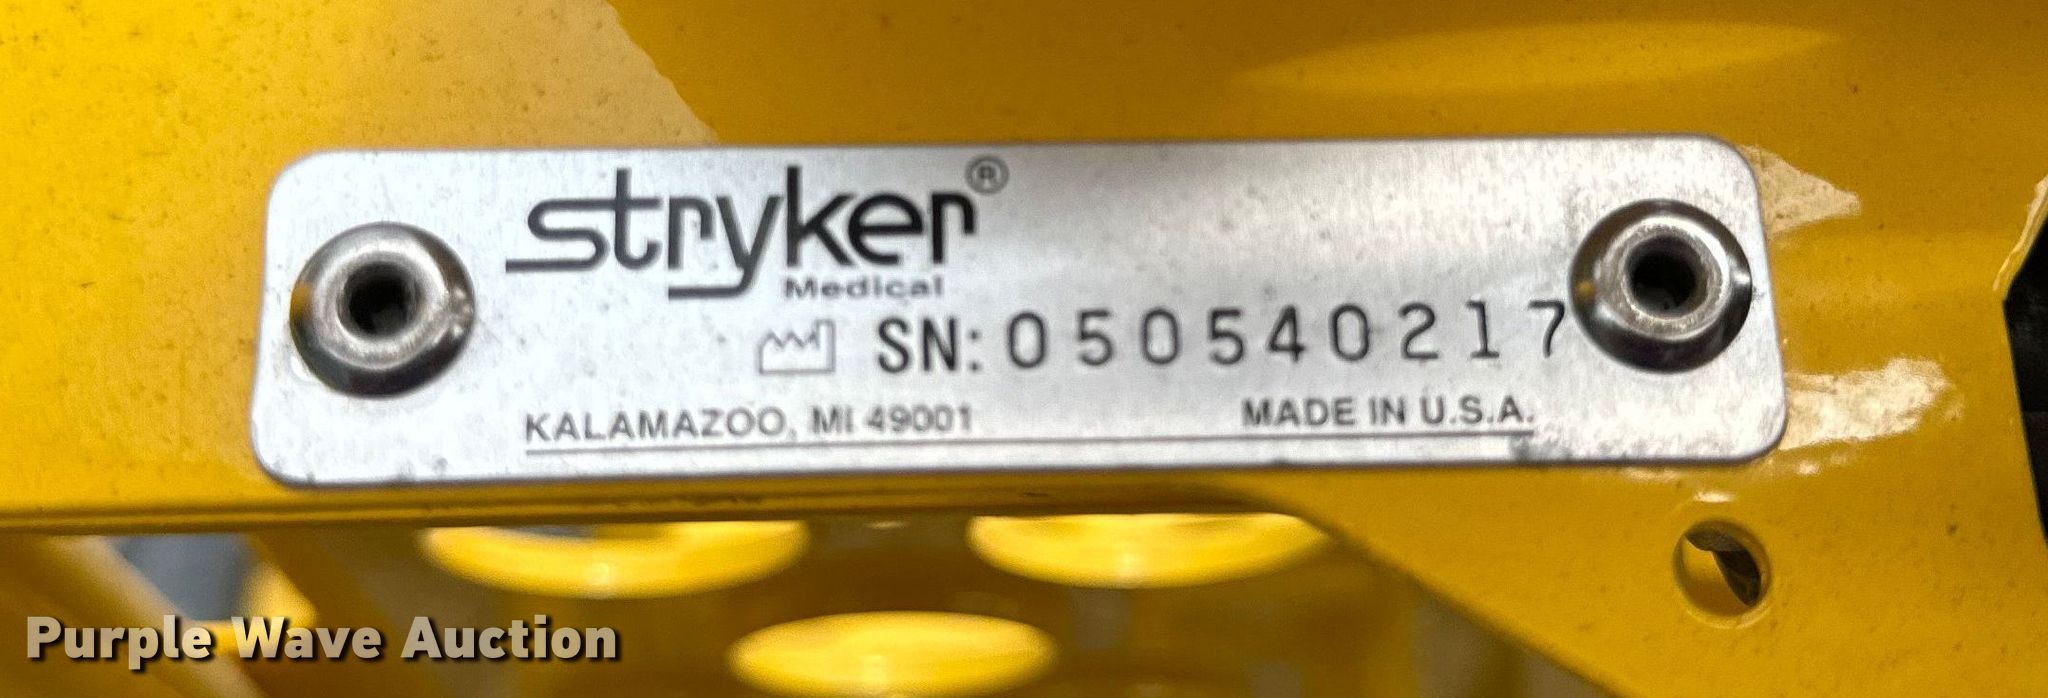 stryker®
Medical
SN: 050540217
KALAMAZOO, MI 49001
MADE IN U.S.A.
Purple Wave Auction